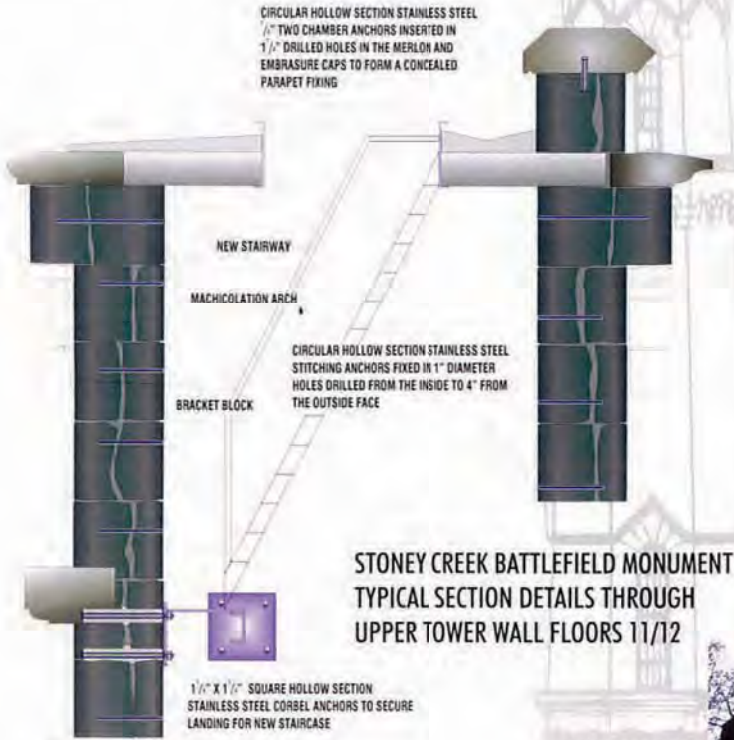 CIRCULAR HOLLOW SECTION STAINLESS STEEL
" TWO CHAMBER ANCHORS INSERTED IN
" DRILLED HOLES IN THE MERLON AND
EMBRASURE CAPS TO FORM A CONCEALED
PARAPET FIXING
NEW STAIRWAY
MACHICOLATION ARCH
CIRCULAR HOLLOW SECTION STAINLESS STEEL
STITCHING ANCHORS FIXED IN 1" DIAMETER
HOLES DRILLED FROM THE INSIDE TO 4" FROM
THE OUTSIDE FACE
BRACKET BLOCK
STONEY CREEK BATTLEFIELD MONUMENT
TYPICAL SECTION DETAILS THROUGH
UPPER TOWER WALL FLOORS 11/12
X SQUARE HOLLOW SECTION
STAINLESS STEEL CORBEL ANCHORS TO SECURE
LANDING FOR NEW STAIRCASE